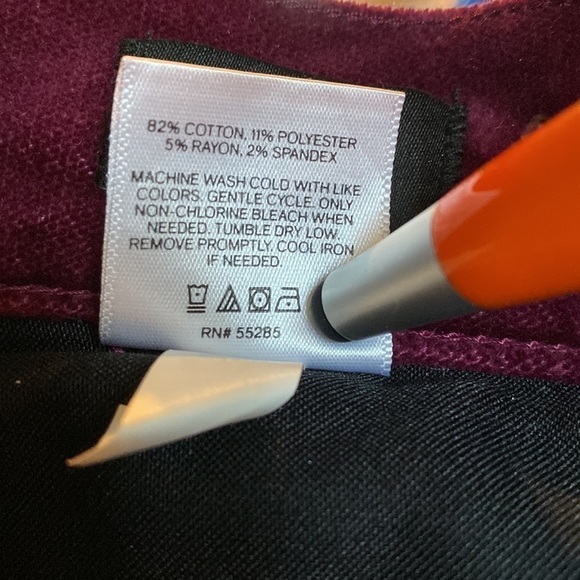 82% COTTON, 11% POLYESTER
5% RAYON, 2% SPANDEX
MACHINE WASH COLD WITH LIKE
COLORS. GENTLE CYCLE. ONLY
NON-CHLORINE BLEACH WHEN
NEEDED. TUMBLE DRY LOW.
REMOVE PROMPTLY. COOL IRON
IF NEEDED.
RN# 55285